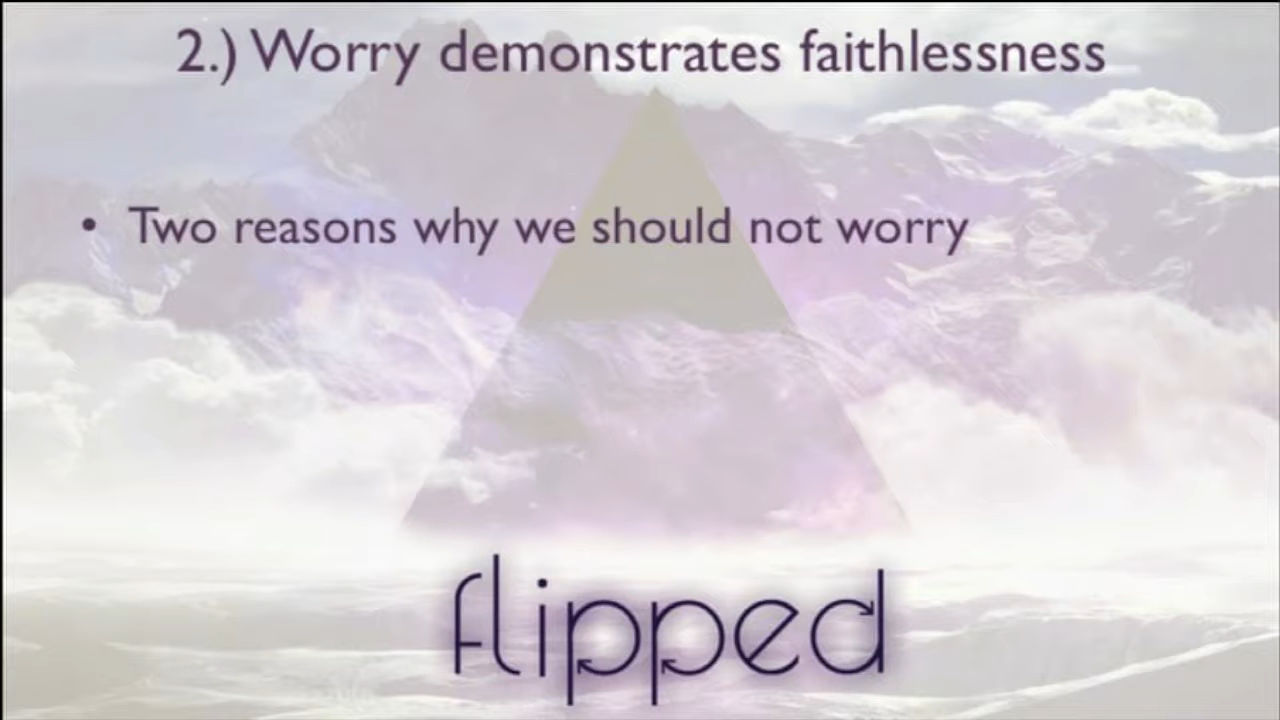 2.) Worry demonstrates faithlessness
• Two reasons why we should not worry
flipped